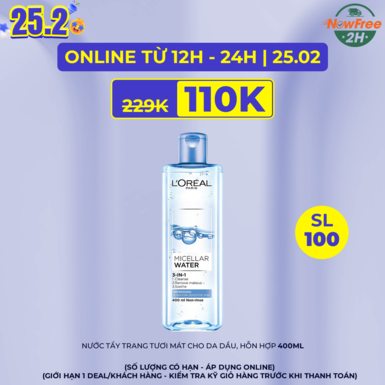 25.2
NowFree
2H
ONLINE TỪ 12H - 24H | 25.02
229K 110K
L'ORÉAL
PARIS
MICELLAR
WATER
3-IN-1
400 ml
SL
100
NƯỚC TẨY TRANG TƯƠI MÁT CHO DA DẦU, HỖN HỢP 400ML
(SỐ LƯỢNG CÓ HẠN - ÁP DỤNG ONLINE)
(GIỚI HẠN 1 DEAL/KHÁCH HÀNG - KIỂM TRA KỸ GIỎ HÀNG TRƯỚC KHI THANH TOÁN)